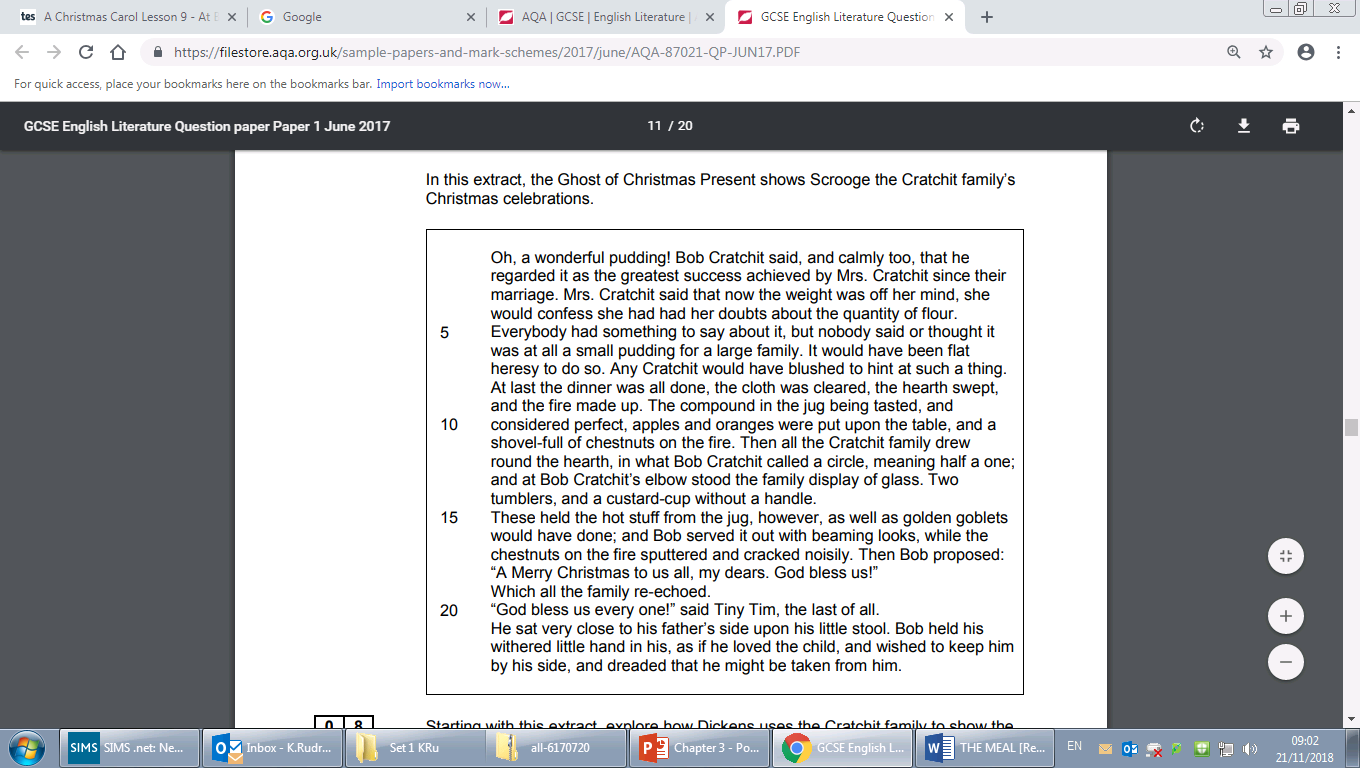 tes A Christmas Carol Lesson 9 - At E
Google
AQA | GCSE | English Literature |
GCSE English Literature Question
https://filestore.aqa.org.uk/sample-papers-and-mark-schemes/2017/june/AQA-87021-QP-JUN17.PDF
For quick access, place your bookmarks here on the bookmarks bar. Import bookmarks now...
GCSE English Literature Question paper Paper 1 June 2017
11 / 20
In this extract, the Ghost of Christmas Present shows Scrooge the Cratchit family's
Christmas celebrations.
Oh, a wonderful pudding! Bob Cratchit said, and calmly too, that he
regarded it as the greatest success achieved by Mrs. Cratchit since their
marriage. Mrs. Cratchit said that now the weight was off her mind, she
would confess she had had her doubts about the quantity of flour.
5 Everybody had something to say about it, but nobody said or thought it
was at all a small pudding for a large family. It would have been flat
heresy to do so. Any Cratchit would have blushed to hint at such a thing.
At last the dinner was all done, the cloth was cleared, the hearth swept,
and the fire made up. The compound in the jug being tasted, and
10 considered perfect, apples and oranges were put upon the table, and a
shovel-full of chestnuts on the fire. Then all the Cratchit family drew
round the hearth, in what Bob Cratchit called a circle, meaning half a one;
and at Bob Cratchit's elbow stood the family display of glass. Two
tumblers, and a custard-cup without a handle.
15 These held the hot stuff from the jug, however, as well as golden goblets
would have done; and Bob served it out with beaming looks, while the
chestnuts on the fire sputtered and cracked noisily. Then Bob proposed:
"A Merry Christmas to us all, my dears. God bless us!"
Which all the family re-echoed.
20 "God bless us every one!" said Tiny Tim, the last of all.
He sat very close to his father's side upon his little stool. Bob held his
withered little hand in his, as if he loved the child, and wished to keep him
by his side, and dreaded that he might be taken from him.
0 8 Starting with this extract, explore how Dickens uses the Cratchit family to show the
SIMS SIMS .net: Ne...
Inbox - K.Rudr...
Set 1 KRu
all-6170720
Chapter 3 - Po...
GCSE English L...
THE MEAL [Re...
EN
09:02
21/11/2018